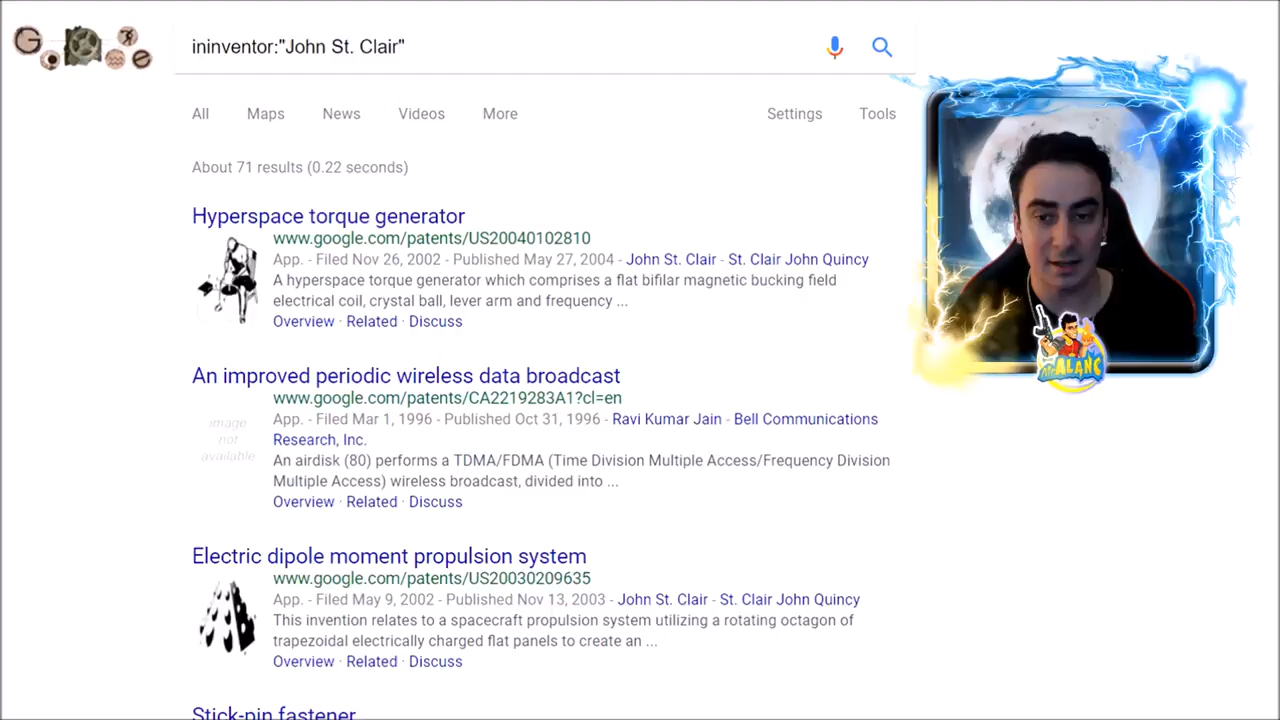 ininventor:"John St. Clair"
All Maps News Videos More Settings Tools
About 71 results (0.22 seconds)
Hyperspace torque generator
www.google.com/patents/US20040102810
App. - Filed Nov 26, 2002 - Published May 27, 2004 - John St. Clair - St. Clair John Quincy
A hyperspace torque generator which comprises a flat bifilar magnetic bucking field
electrical coil, crystal ball, lever arm and frequency ...
Overview · Related · Discuss
An improved periodic wireless data broadcast
www.google.com/patents/CA2219283A1?cl=en
image
not
available
App. - Filed Mar 1, 1996 - Published Oct 31, 1996 - Ravi Kumar Jain - Bell Communications
Research, Inc.
An airdisk (80) performs a TDMA/FDMA (Time Division Multiple Access/Frequency Division
Multiple Access) wireless broadcast, divided into ...
Overview · Related · Discuss
Electric dipole moment propulsion system
www.google.com/patents/US20030209635
App. - Filed May 9, 2002 - Published Nov 13, 2003 - John St. Clair - St. Clair John Quincy
This invention relates to a spacecraft propulsion system utilizing a rotating octagon of
trapezoidal electrically charged flat panels to create an ...
Overview · Related · Discuss
Stick-pin fastener
ALANC